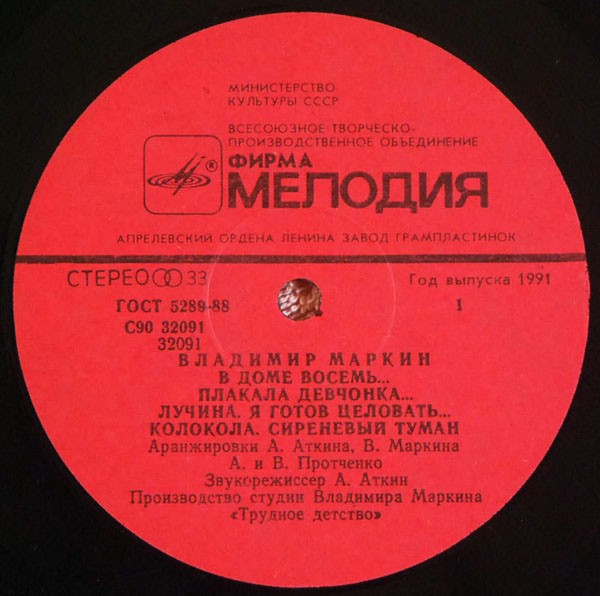 МИНИСТЕРСТВО
КУЛЬТУРЫ СССР
ВСЕСОЮЗНОЕ ТВОРЧЕСКО-
ПРОИЗВОДСТВЕННОЕ ОБЪЕДИНЕНИЕ
ФИРМА
®
МЕЛОДИЯ
АПРЕЛЕВСКИЙ ОРДЕНА ЛЕНИНА ЗАВОД ГРАМПЛАСТИНОК
СТЕРЕО 33
Год выпуска 1991
ГОСТ 5289-88
1
С90 32091
32091
ВЛАДИМИР МАРКИН
В ДОМЕ ВОСЕМЬ...
ПЛАКАЛА ДЕВЧОНКА...
ЛУЧИНА. Я ГОТОВ ЦЕЛОВАТЬ...
КОЛОКОЛА. СИРЕНЕВЫЙ ТУМАН
Аранжировки А. Аткина, В. Маркина
А. и В. Протченко
Звукорежиссер А. Аткин
Производство студии Владимира Маркина
«Трудное детство»